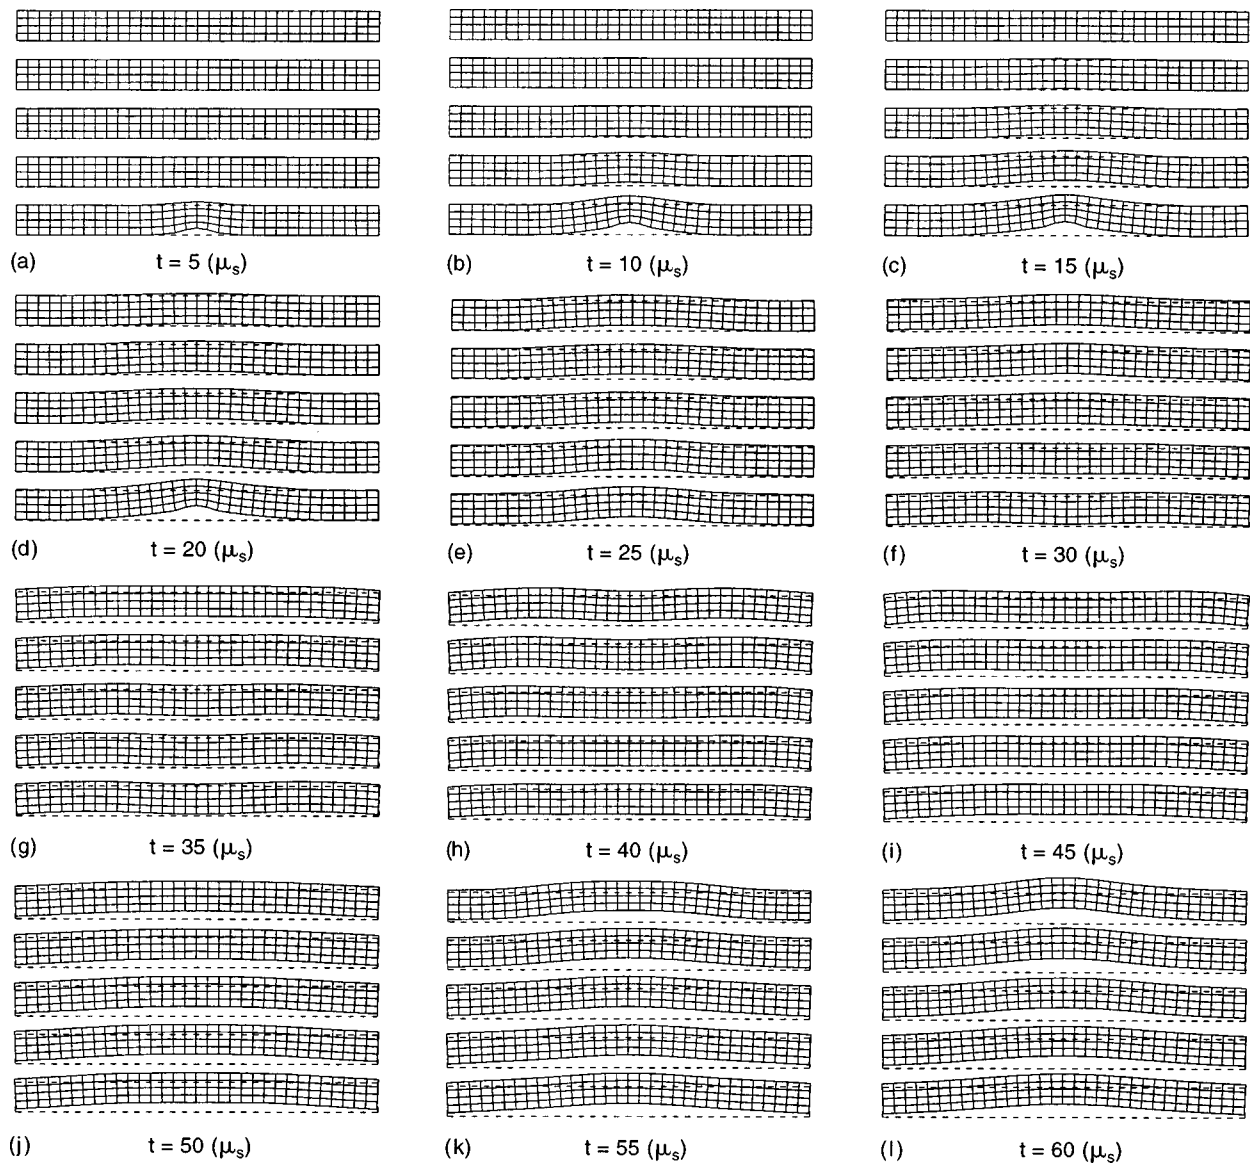 (a) t = 5 (μs)
(b) t = 10 (μs)
(c) t = 15 (μs)
(d) t = 20 (μs)
(e) t = 25 (μs)
(f) t = 30 (μs)
(g) t = 35 (μs)
(h) t = 40 (μs)
(i) t = 45 (μs)
(j) t = 50 (μs)
(k) t = 55 (μs)
(l) t = 60 (μs)